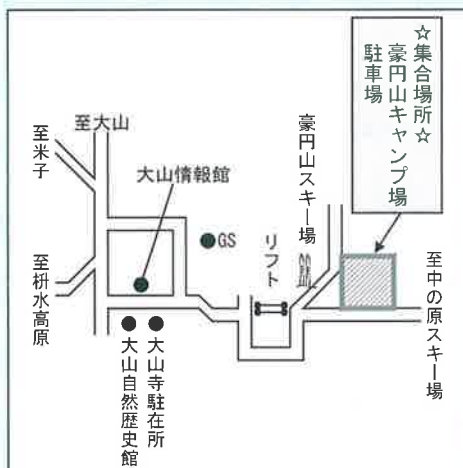 ☆集合場所☆
豪円山キャンプ場
駐車場
至大山
至米子
大山情報館
豪円山スキー場
GS
リフト
至枡水高原
至中の原スキー場
大山寺駐在所
大山自然歴史館